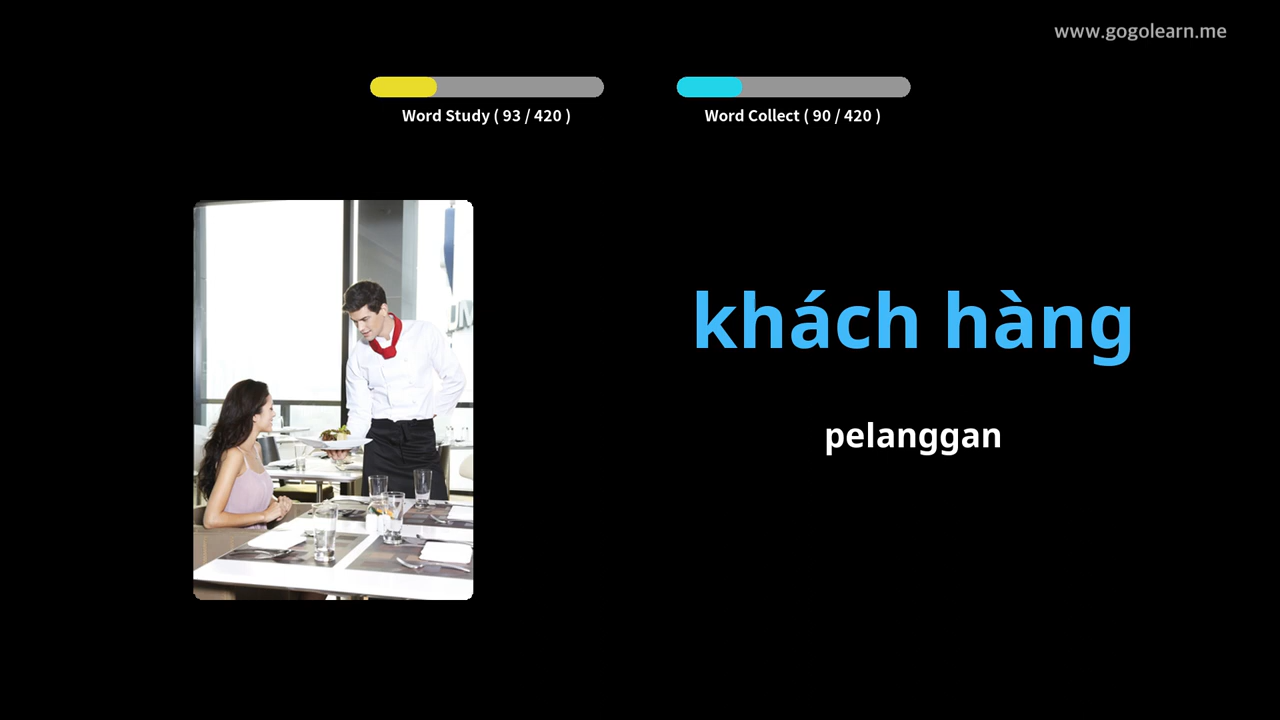 www.gogolearn.me
Word Study ( 93 / 420 )
Word Collect ( 90 / 420 )
khách hàng
pelanggan